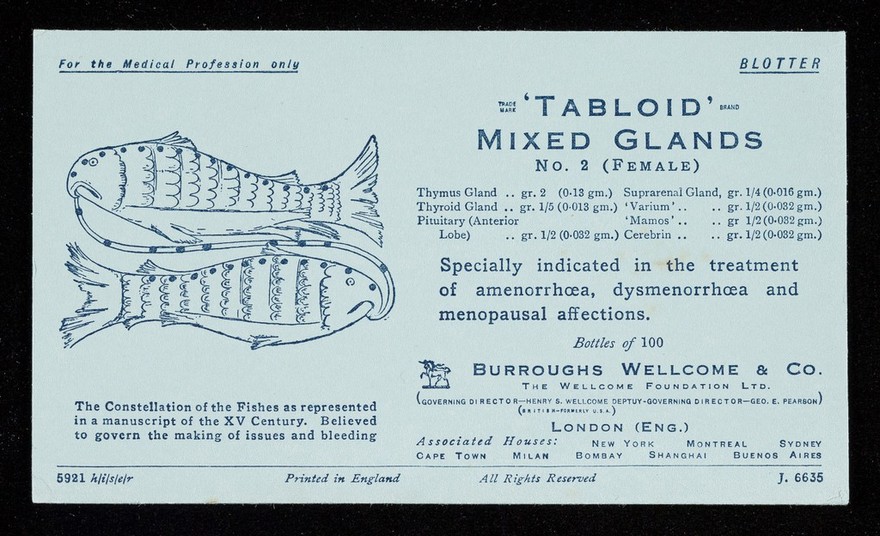 For the Medical Profession only
BLOTTER
TRADE MARK 'TABLOID' BRAND
MIXED GLANDS
No. 2 (FEMALE)
Thymus Gland .. gr. 2 (0·13 gm.) Suprarenal Gland, gr. 1/4 (0·016 gm.)
Thyroid Gland .. gr. 1/5 (0·013 gm.) 'Varium' .. .. gr 1/2 (0·032 gm.)
Pituitary (Anterior 'Mamos' .. .. gr 1/2 (0·032 gm.)
Lobe) .. gr. 1/2 (0·032 gm.) Cerebrin .. .. gr 1/2 (0·032 gm.)
Specially indicated in the treatment
of amenorrhœa, dysmenorrhœa and
menopausal affections.
Bottles of 100
BURROUGHS WELLCOME & CO.
THE WELLCOME FOUNDATION LTD.
(GOVERNING DIRECTOR—HENRY S. WELLCOME DEPTUY-GOVERNING DIRECTOR—GEO. E. PEARSON)
(BRITISH—FORMERLY U.S.A.)
LONDON (ENG.)
Associated Houses: NEW YORK MONTREAL SYDNEY
CAPE TOWN MILAN BOMBAY SHANGHAI BUENOS AIRES
The Constellation of the Fishes as represented
in a manuscript of the XV Century. Believed
to govern the making of issues and bleeding
5921 h/i/s/e/r Printed in England All Rights Reserved J. 6635